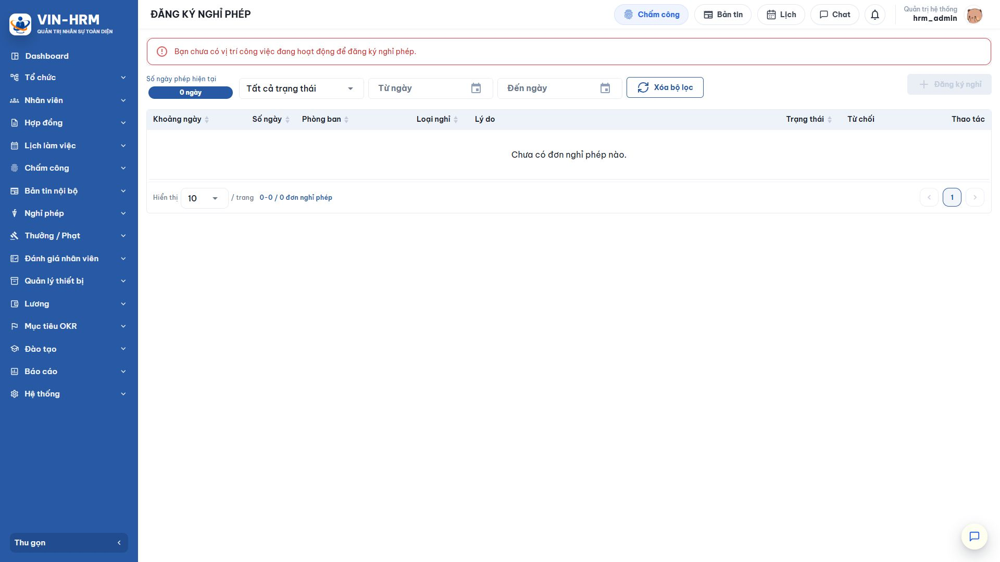 VIN-HRM
QUẢN TRỊ NHÂN SỰ TOÀN DIỆN
Dashboard
Tổ chức
Nhân viên
Hợp đồng
Lịch làm việc
Chấm công
Bản tin nội bộ
Nghỉ phép
Thưởng / Phạt
Đánh giá nhân viên
Quản lý thiết bị
Lương
Mục tiêu OKR
Đào tạo
Báo cáo
Hệ thống
Thu gọn
ĐĂNG KÝ NGHỈ PHÉP
Chấm công
Bản tin
Lịch
Chat
Quản trị hệ thống
hrm_admin
Bạn chưa có vị trí công việc đang hoạt động để đăng ký nghỉ phép.
Số ngày phép hiện tại
0 ngày
Tất cả trạng thái
Từ ngày
Đến ngày
Xóa bộ lọc
Đăng ký nghỉ
Khoảng ngày Số ngày Phòng ban Loại nghỉ Lý do Trạng thái Từ chối Thao tác
Chưa có đơn nghỉ phép nào.
Hiển thị 10 / trang 0-0 / 0 đơn nghỉ phép
1